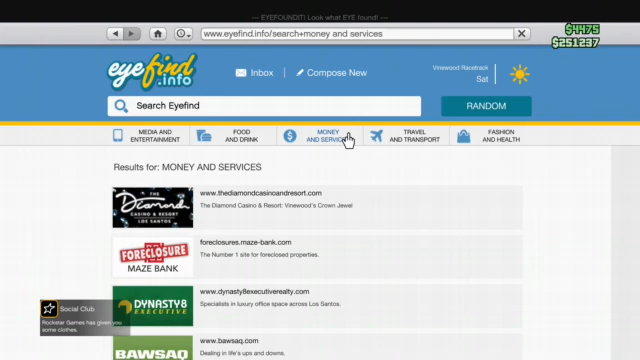 --- EYEFOUNDIT! Look what EYE found! ---
www.eyefind.info/search+money and services
$4475
$251237
eyefind
.info
Inbox
Compose New
Vinewood Racetrack
Sat
Search Eyefind
RANDOM
MEDIA AND
ENTERTAINMENT
FOOD
AND DRINK
MONEY
AND SERVICES
TRAVEL
AND TRANSPORT
FASHION
AND HEALTH
Results for: MONEY AND SERVICES
THE
Diamond
CASINO & RESORT
LOS SANTOS
www.thediamondcasinoandresort.com
The Diamond Casino & Resort: Vinewood's Crown Jewel
FORECLOSURE
MAZE BANK
foreclosures.maze-bank.com
The Number 1 site for foreclosed properties.
DYNASTY8
EXECUTIVE
www.dynasty8executiverealty.com
Specialists in luxury office space across Los Santos.
Social Club
Rockstar Games has given you
some clothes.
BAWSAQ
www.bawsaq.com
Dealing in life's ups and downs.